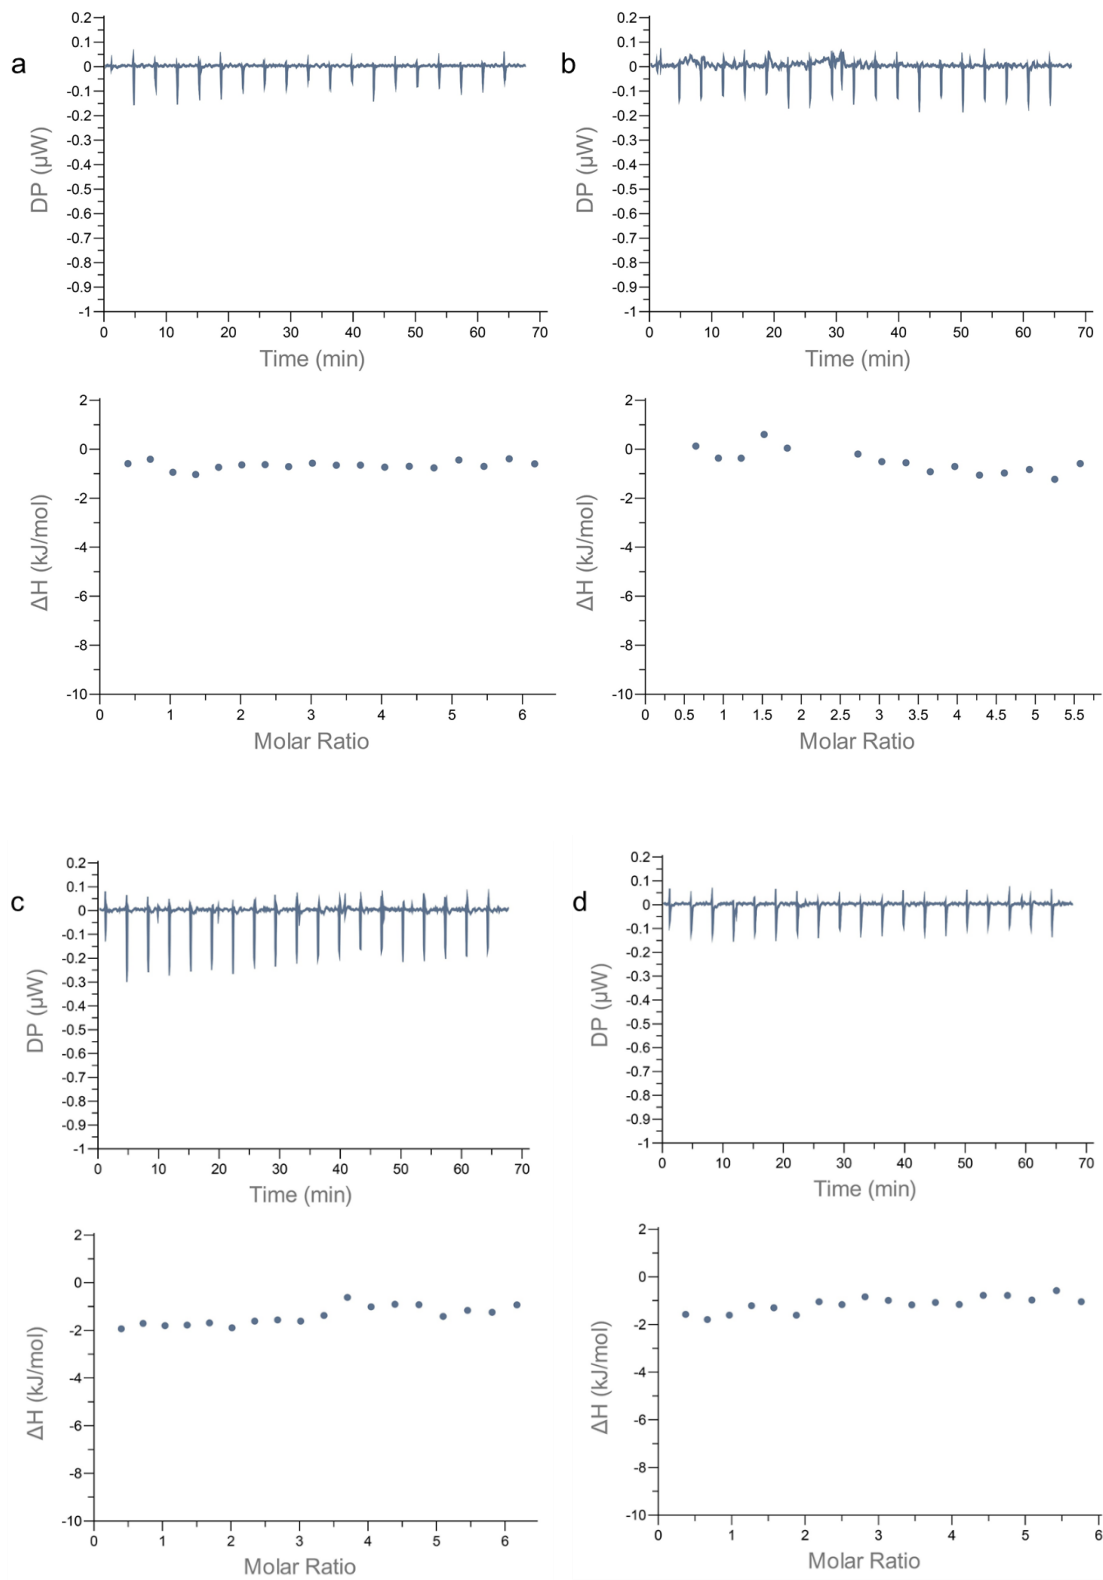 a
0.2
0.1
0
-0.1
-0.2
-0.3
-0.4
-0.5
-0.6
-0.7
-0.8
-0.9
-1
DP (µW)
0 10 20 30 40 50 60 70
Time (min)
2
0
-2
-4
-6
-8
-10
ΔH (kJ/mol)
0 1 2 3 4 5 6
Molar Ratio
b
0.2
0.1
0
-0.1
-0.2
-0.3
-0.4
-0.5
-0.6
-0.7
-0.8
-0.9
-1
DP (µW)
0 10 20 30 40 50 60 70
Time (min)
2
0
-2
-4
-6
-8
-10
ΔH (kJ/mol)
0 0.5 1 1.5 2 2.5 3 3.5 4 4.5 5 5.5
Molar Ratio
c
0.2
0.1
0
-0.1
-0.2
-0.3
-0.4
-0.5
-0.6
-0.7
-0.8
-0.9
-1
DP (µW)
0 10 20 30 40 50 60 70
Time (min)
2
0
-2
-4
-6
-8
-10
ΔH (kJ/mol)
0 1 2 3 4 5 6
Molar Ratio
d
0.2
0.1
0
-0.1
-0.2
-0.3
-0.4
-0.5
-0.6
-0.7
-0.8
-0.9
-1
DP (µW)
0 10 20 30 40 50 60 70
Time (min)
2
0
-2
-4
-6
-8
-10
ΔH (kJ/mol)
0 1 2 3 4 5 6
Molar Ratio